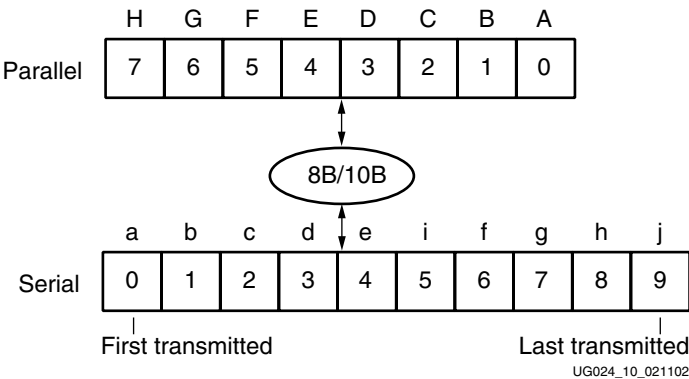 H G F E D C B A
Parallel 7 6 5 4 3 2 1 0
8B/10B
a b c d e i f g h j
Serial 0 1 2 3 4 5 6 7 8 9
First transmitted Last transmitted
UG024_10_021102